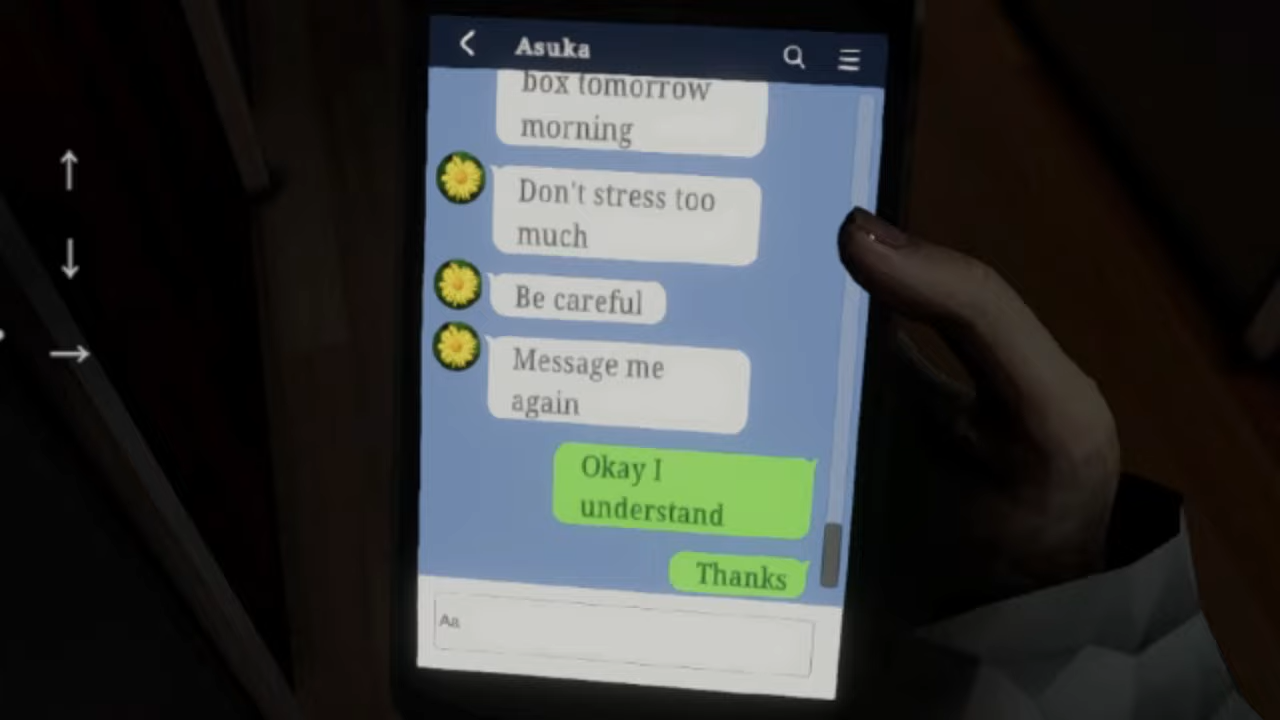 Asuka
box tomorrow
morning
Don't stress too
much
Be careful
Message me
again
Okay I
understand
Thanks
Aa